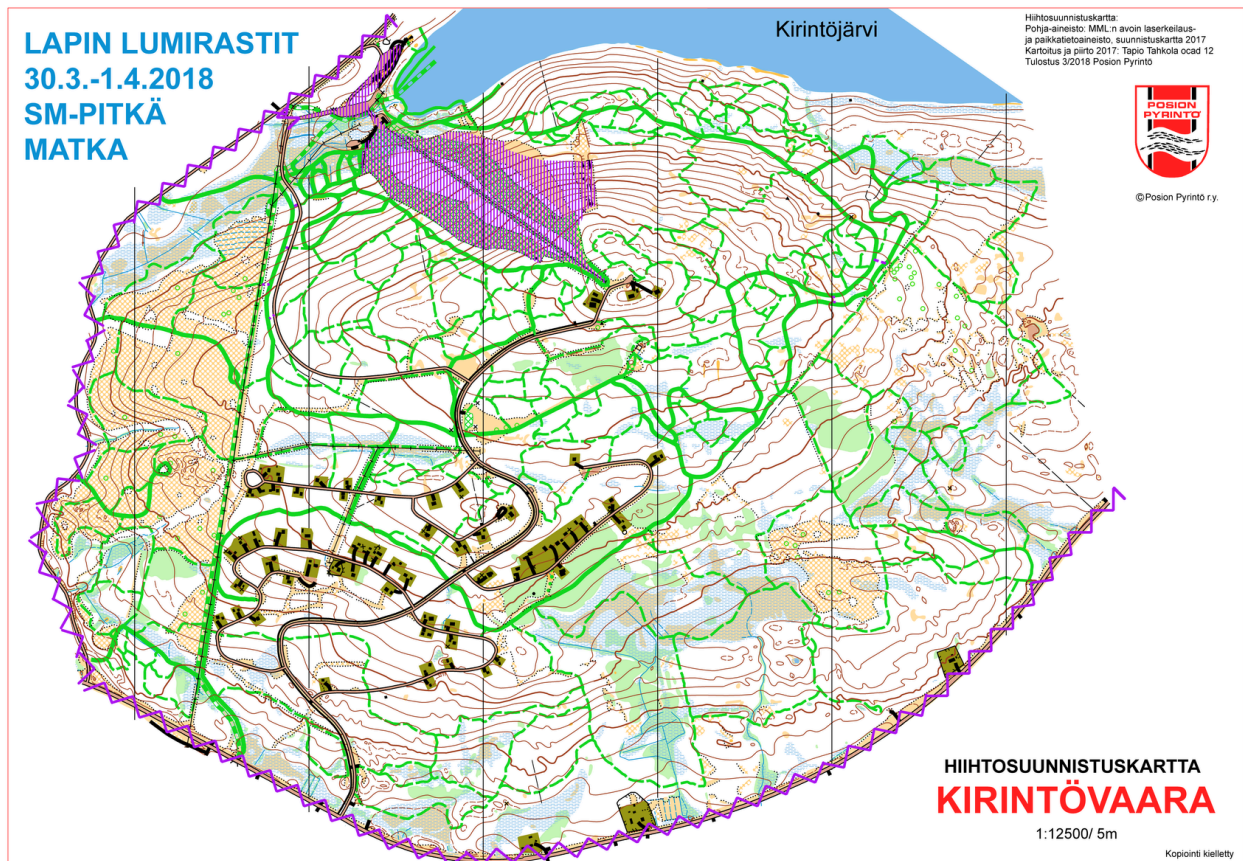 LAPIN LUMIRASTIT
30.3.-1.4.2018
SM-PITKÄ
MATKA
Kirintöjärvi
Hiihtosuunnistuskartta:
Pohja-aineisto: MML:n avoin laserkeilaus-
ja paikkatietoaineisto, suunnistuskartta 2017
Kartoitus ja piirto 2017: Tapio Tahkola ocad 12
Tulostus 3/2018 Posion Pyrintö
POSION
PYRINTÖ
©Posion Pyrintö r.y.
HIIHTOSUUNNISTUSKARTTA
KIRINTÖVAARA
1:12500/ 5m
Kopiointi kielletty